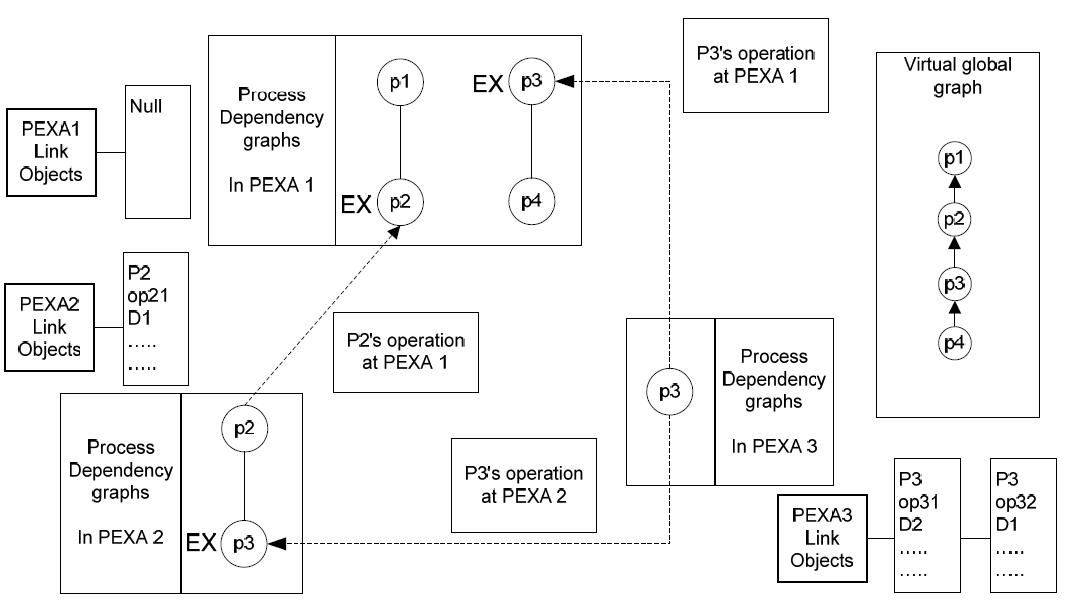 P3's operation
at PEXA 1
Virtual global
graph
p1
p2
p3
p4
PEXA1
Link
Objects
Null
Process
Dependency
graphs
In PEXA 1
p1
EX
p3
EX
p2
p4
PEXA2
Link
Objects
P2
op21
D1
.....
.....
P2's operation
at PEXA 1
p3
Process
Dependency
graphs
In PEXA 3
Process
Dependency
graphs
In PEXA 2
p2
EX
p3
P3's operation
at PEXA 2
PEXA3
Link
Objects
P3
op31
D2
.....
.....
P3
op32
D1
.....
.....